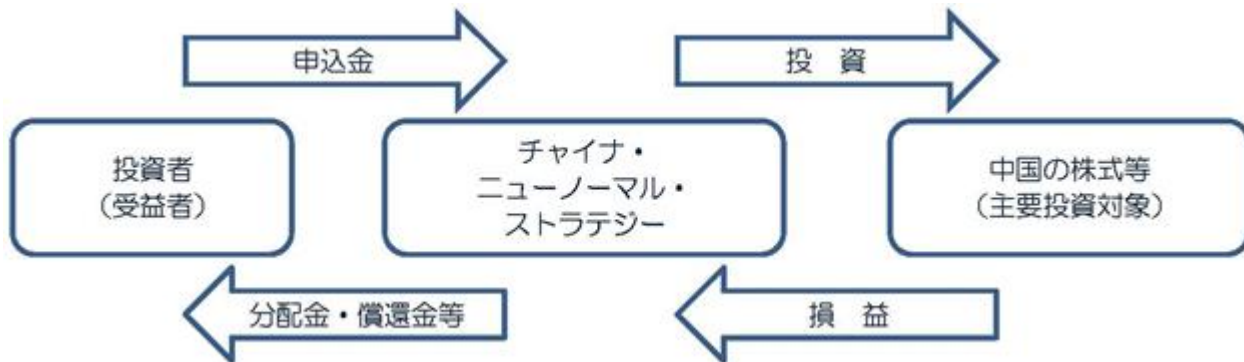 申込金
投　資
投資者
（受益者）
チャイナ・
ニューノーマル・
ストラテジー
中国の株式等
（主要投資対象）
分配金・償還金等
損　益